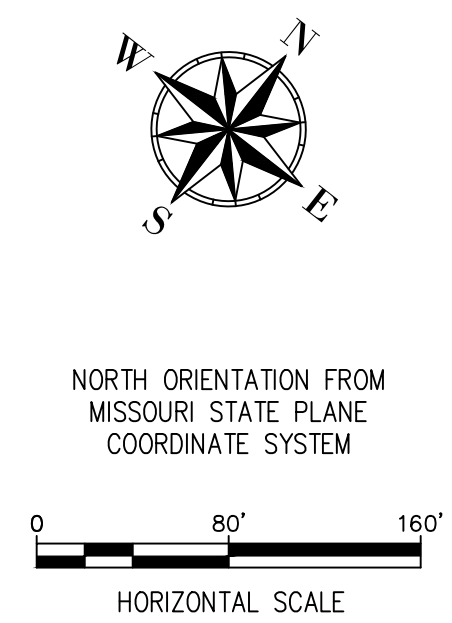 N
W
E
S
NORTH ORIENTATION FROM
MISSOURI STATE PLANE
COORDINATE SYSTEM
0 80' 160'
HORIZONTAL SCALE